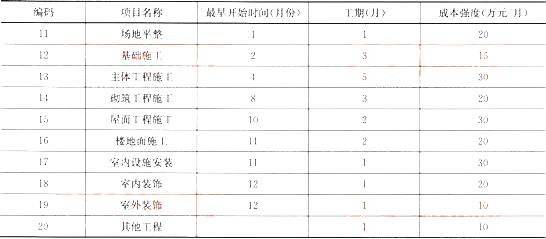 编码 项目名称 最早开始时间(月份) 工期(月) 成本强度(万元/月)
11 场地平整 1 1 20
12 基础施工 2 3 15
13 主体工程施工 4 5 30
14 砌筑工程施工 8 3 20
15 屋面工程施工 10 2 30
16 楼地面施工 11 2 20
17 室内设施安装 11 1 30
18 室内装饰 12 1 20
19 室外装饰 12 1 10
20 其他工程 1 10